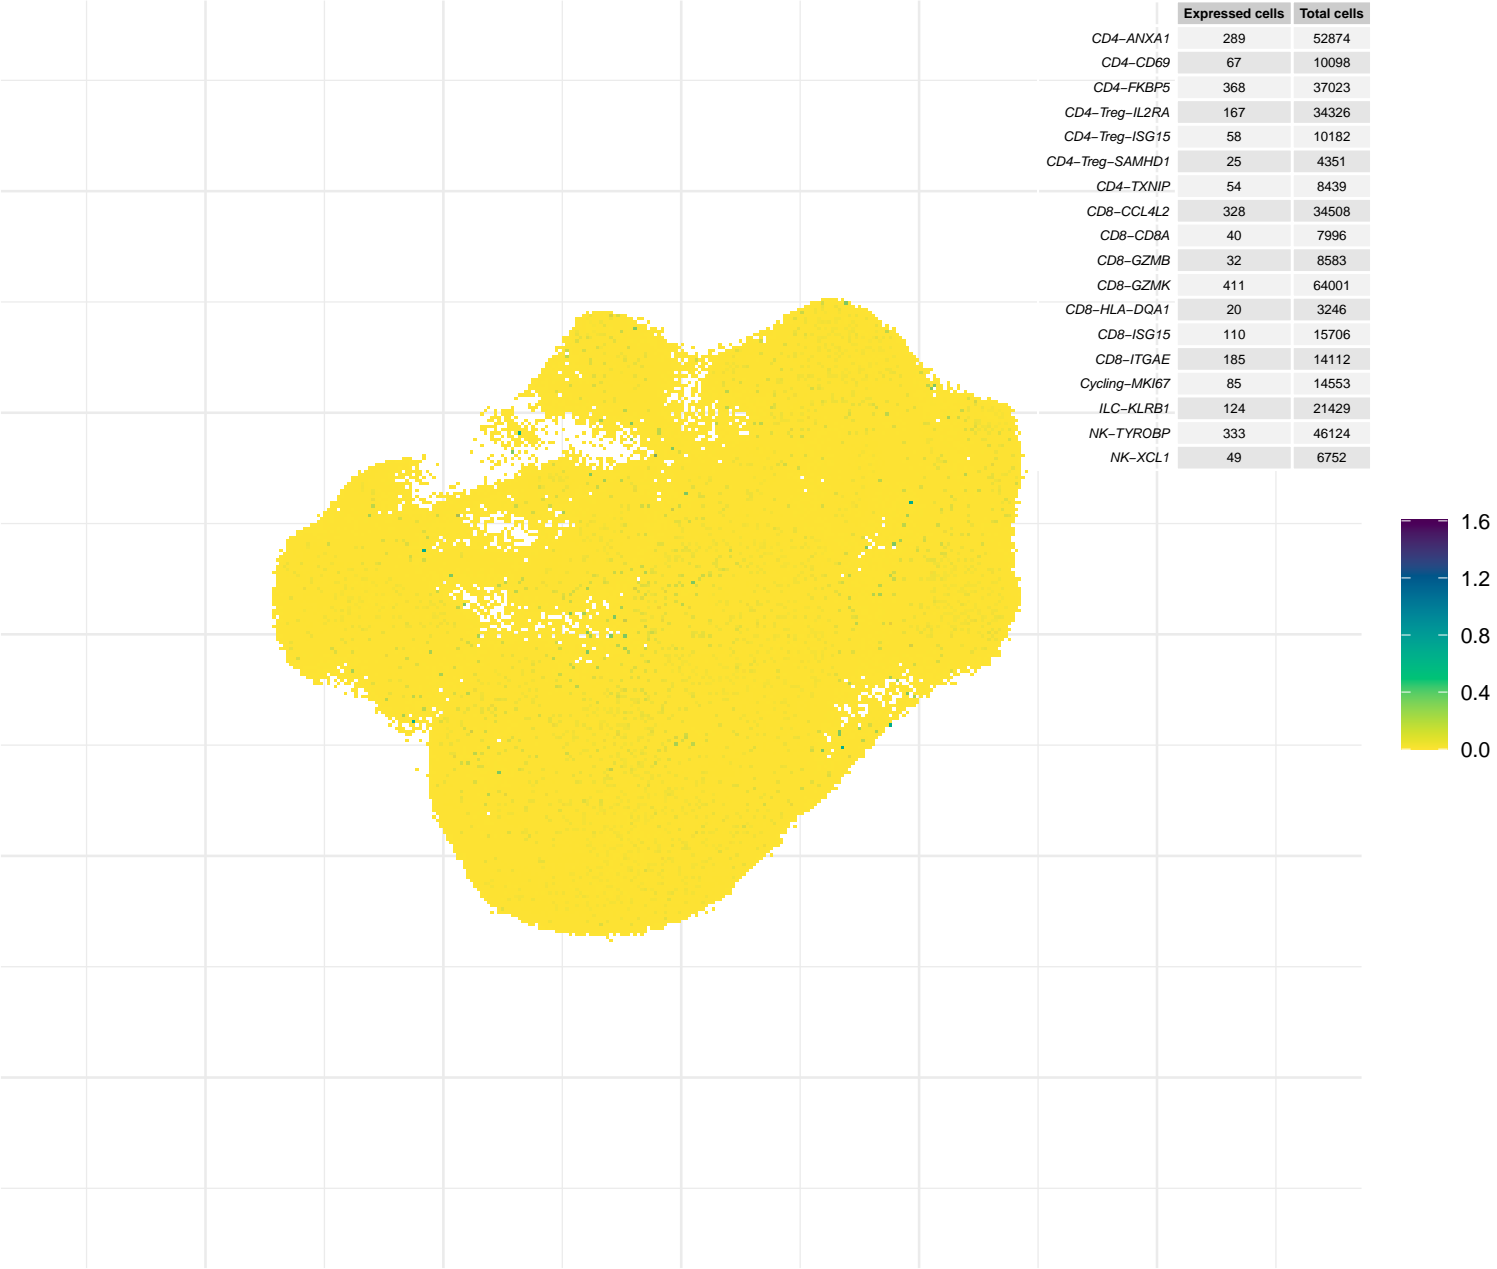 Expressed cells Total cells
CD4−ANXA1 289 52874
CD4−CD69 67 10098
CD4−FKBP5 368 37023
CD4−Treg−IL2RA 167 34326
CD4−Treg−ISG15 58 10182
CD4−Treg−SAMHD1 25 4351
CD4−TXNIP 54 8439
CD8−CCL4L2 328 34508
CD8−CD8A 40 7996
CD8−GZMB 32 8583
CD8−GZMK 411 64001
CD8−HLA−DQA1 20 3246
CD8−ISG15 110 15706
CD8−ITGAE 185 14112
Cycling−MKI67 85 14553
ILC−KLRB1 124 21429
NK−TYROBP 333 46124
NK−XCL1 49 6752
1.6
1.2
0.8
0.4
0.0